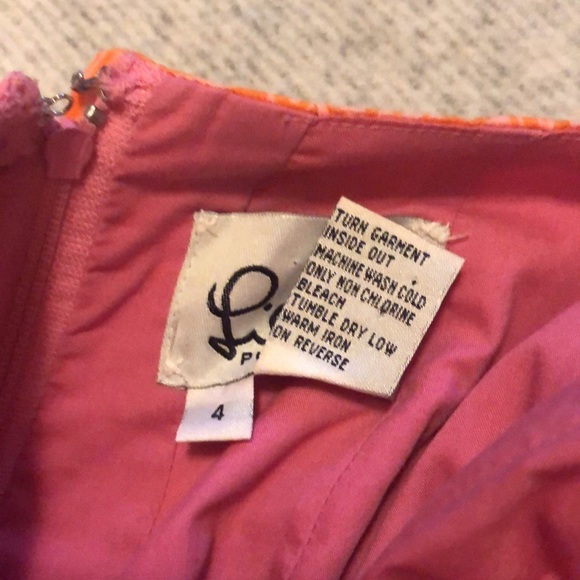 TURN GARMENT
INSIDE OUT
MACHINE WASH COLD
ONLY NON CHLORINE
BLEACH
TUMBLE DRY LOW
WARM IRON
ON REVERSE
Li
P
4